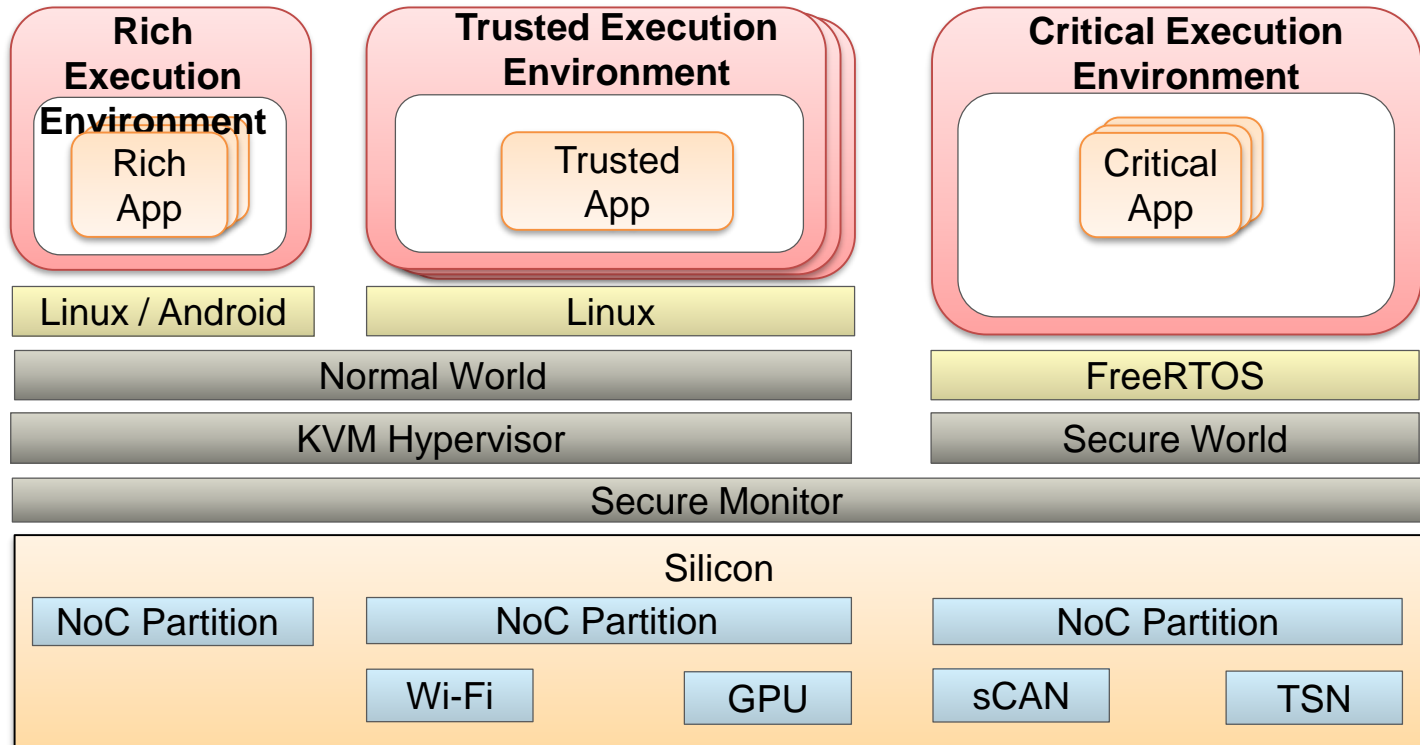 Rich
Execution
Environment
Rich
App
Trusted Execution
Environment
Trusted
App
Critical Execution
Environment
Critical
App
Linux / Android
Linux
Normal World
FreeRTOS
KVM Hypervisor
Secure World
Secure Monitor
Silicon
NoC Partition
NoC Partition
NoC Partition
Wi-Fi
GPU
sCAN
TSN